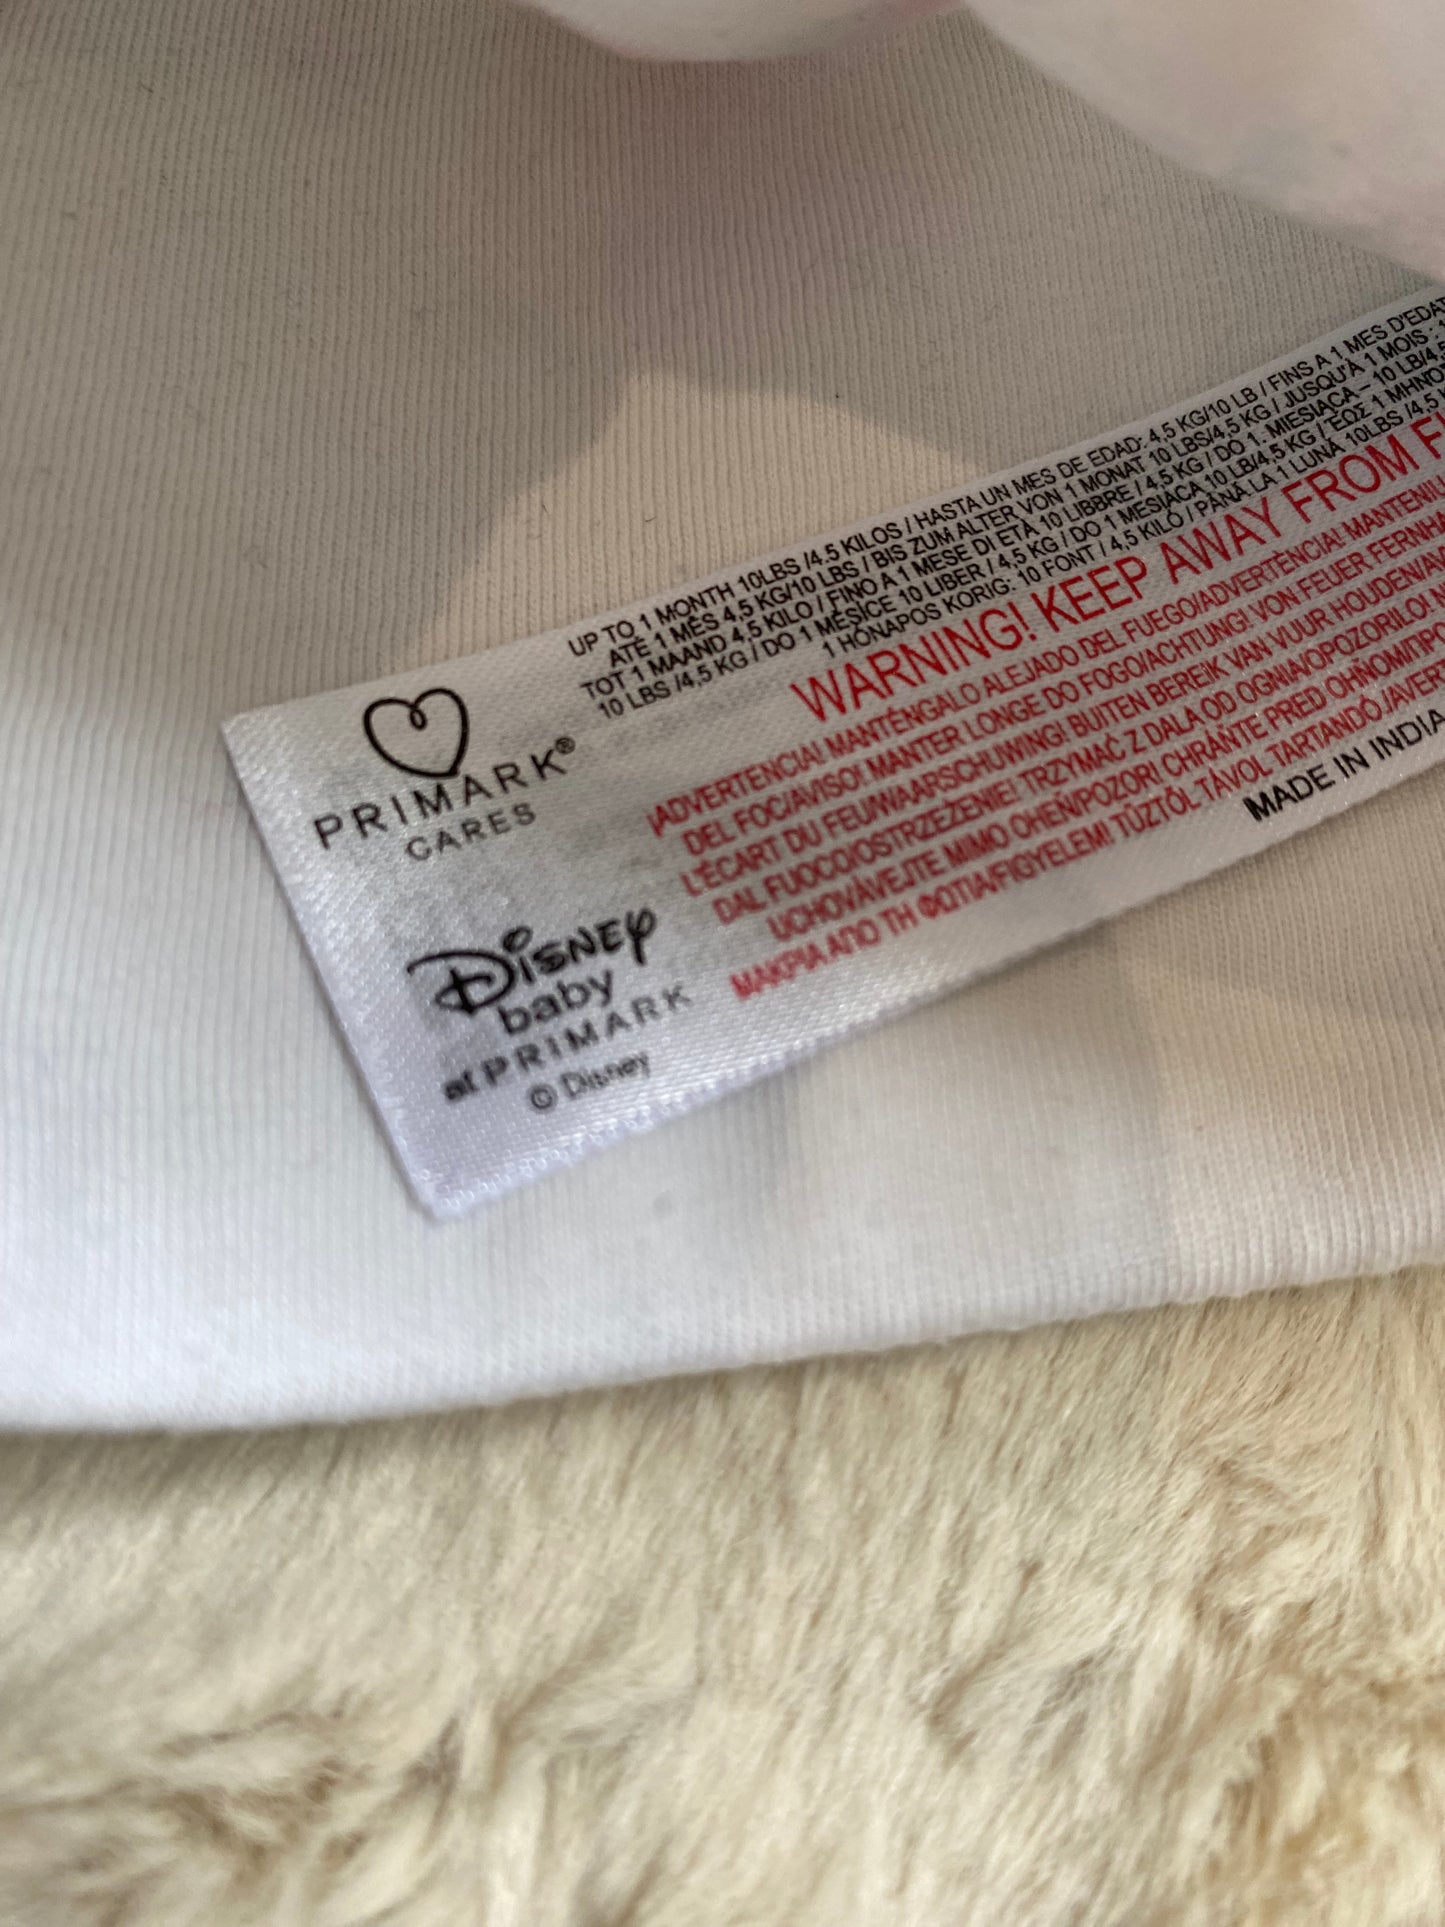 PRIMARK®
CARES
Disney
baby
at PRIMARK
© Disney
UP TO 1 MONTH 10LBS /4.5 KILOS / HASTA UN MES DE EDAD: 4,5 KG/10 LB / FINS A 1 MES D'EDAT
ATÉ 1 MÊS 4,5 KG/10 LBS / BIS ZUM ALTER VON 1 MONAT 10 LBS/4,5 KG / JUSQU'À 1 MOIS :
TOT 1 MAAND 4,5 KILO / FINO A 1 MESE DI ETÀ 10 LIBBRE / 4,5 KG / DO 1. MIESIĄCA – 10 LB/4,5
10 LBS /4,5 KG / DO 1 MĚSÍCE 10 LIBER / 4,5 KG / DO 1 MESIACA 10 LB/4,5 KG / ΈΩΣ 1 ΜΗΝΟΣ
1 HÓNAPOS KORIG: 10 FONT / 4,5 KILÓ / PÂNĂ LA 1 LUNĂ 10LBS /4,5
WARNING! KEEP AWAY FROM
¡ADVERTENCIA! MANTÉNGALO ALEJADO DEL FUEGO/ADVERTÈNCIA! MANTENIU
DEL FOC/AVISO! MANTER LONGE DO FOGO/ACHTUNG! VON FEUER FERNHA
L'ÉCART DU FEU/WAARSCHUWING! BUITEN BEREIK VAN VUUR HOUDEN/AV
DAL FUOCO/OSTRZEŻENIE! TRZYMAĆ Z DALA OD OGNIA/OPOZORILO!
UCHOVÁVEJTE MIMO OHEŇ/POZOR! CHRÁŇTE PRED OHŇOM/ΠΡΟ
ΜΑΚΡΙΑ ΑΠΟ ΤΗ ΦΩΤΙΑ/FIGYELEM! TŰZTŐL TÁVOL TARTANDÓ./AVERT
MADE IN INDIA